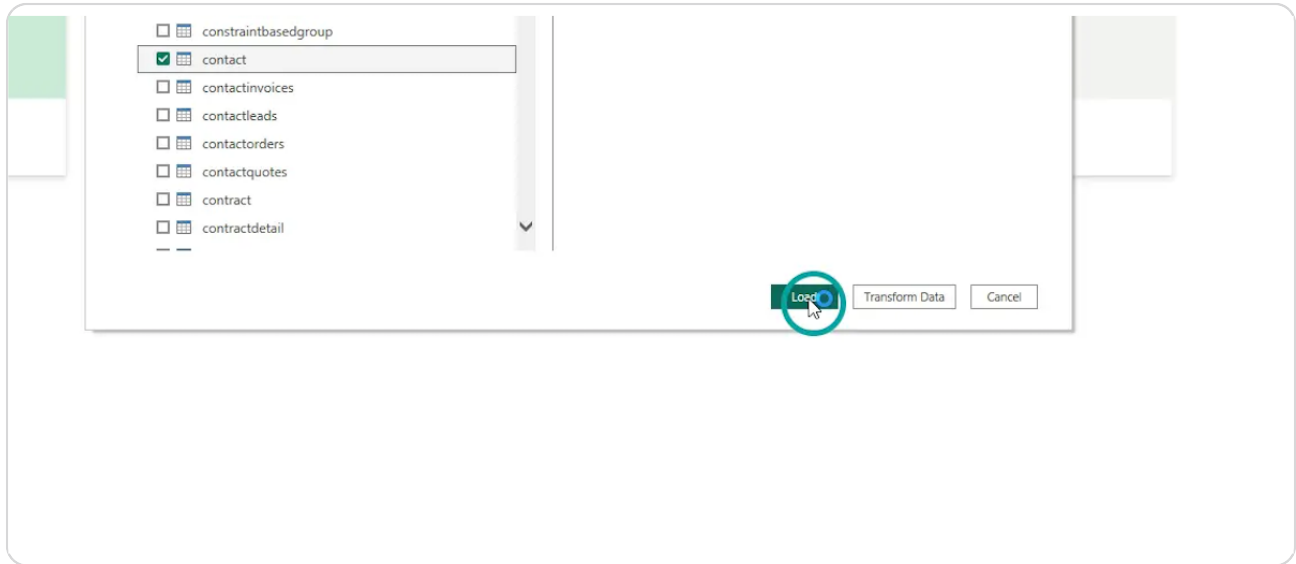 constraintbasedgroup
contact
contactinvoices
contactleads
contactorders
contactquotes
contract
contractdetail
Load Transform Data Cancel